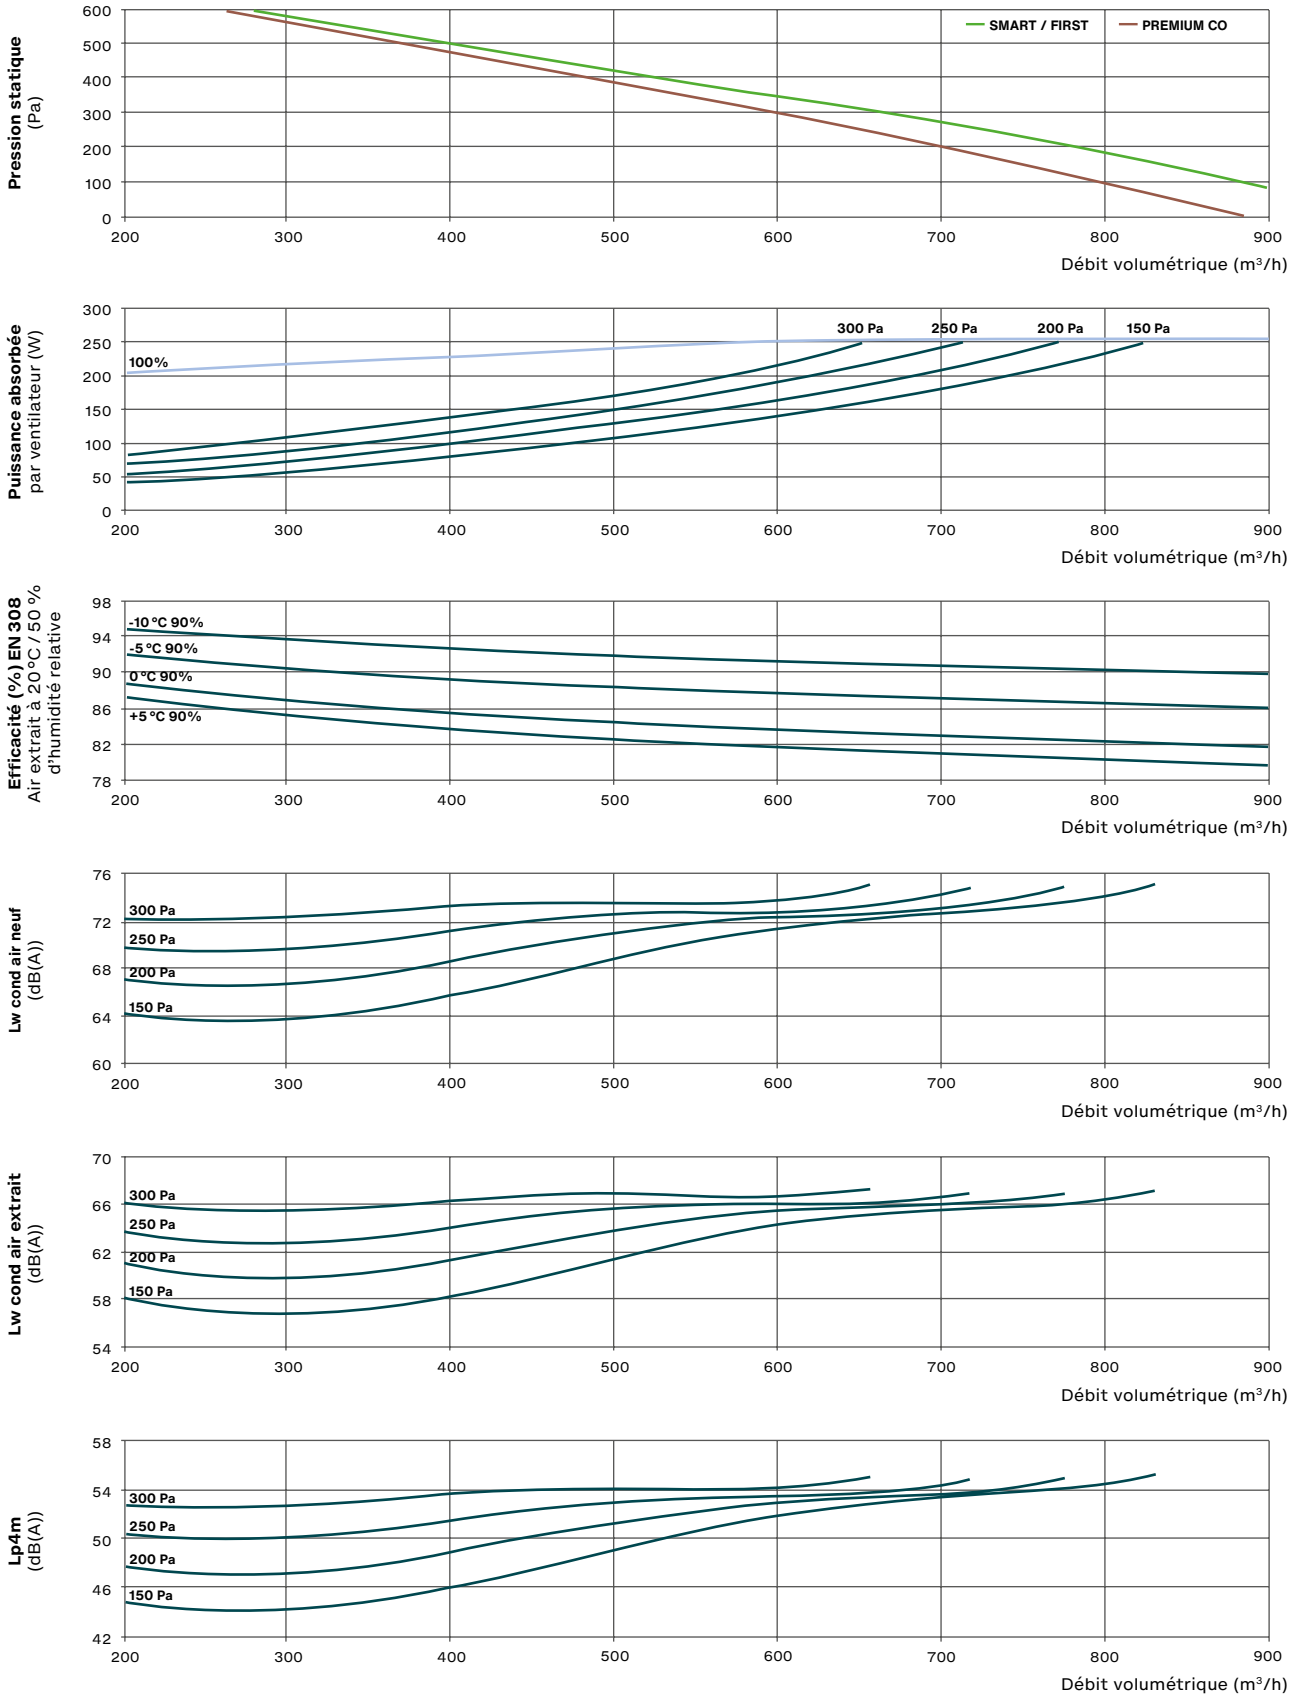 Pression statique
(Pa)
600
500
400
300
200
100
0
SMART / FIRST
PREMIUM CO
200 300 400 500 600 700 800 900
Débit volumétrique (m³/h)
Puissance absorbée
par ventilateur (W)
300
250
200
150
100
50
0
100%
300 Pa
250 Pa
200 Pa
150 Pa
200 300 400 500 600 700 800 900
Débit volumétrique (m³/h)
Efficacité (%) EN 308
Air extrait à 20 °C / 50 %
d'humidité relative
98
94
90
86
82
78
-10 °C 90%
-5 °C 90%
0 °C 90%
+5 °C 90%
200 300 400 500 600 700 800 900
Débit volumétrique (m³/h)
Lw cond air neuf
(dB(A))
76
72
68
64
60
300 Pa
250 Pa
200 Pa
150 Pa
200 300 400 500 600 700 800 900
Débit volumétrique (m³/h)
Lw cond air extrait
(dB(A))
70
66
62
58
54
300 Pa
250 Pa
200 Pa
150 Pa
200 300 400 500 600 700 800 900
Débit volumétrique (m³/h)
Lp4m
(dB(A))
58
54
50
46
42
300 Pa
250 Pa
200 Pa
150 Pa
200 300 400 500 600 700 800 900
Débit volumétrique (m³/h)